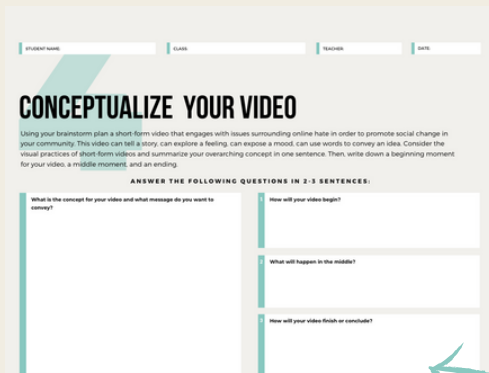 STUDENT NAME:
CLASS:
TEACHER:
DATE:
6
CONCEPTUALIZE YOUR VIDEO
Using your brainstorm plan a short-form video that engages with issues surrounding online hate in order to promote social change in
your community. This video can tell a story, can explore a feeling, can expose a mood, can use words to convey an idea. Consider the
visual practices of short-form videos and summarize your overarching concept in one sentence. Then, write down a beginning moment
for your video, a middle moment, and an ending.
ANSWER THE FOLLOWING QUESTIONS IN 2-3 SENTENCES:
What is the concept for your video and what message do you want to
convey?
1 How will your video begin?
2 What will happen in the middle?
3 How will your video finish or conclude?